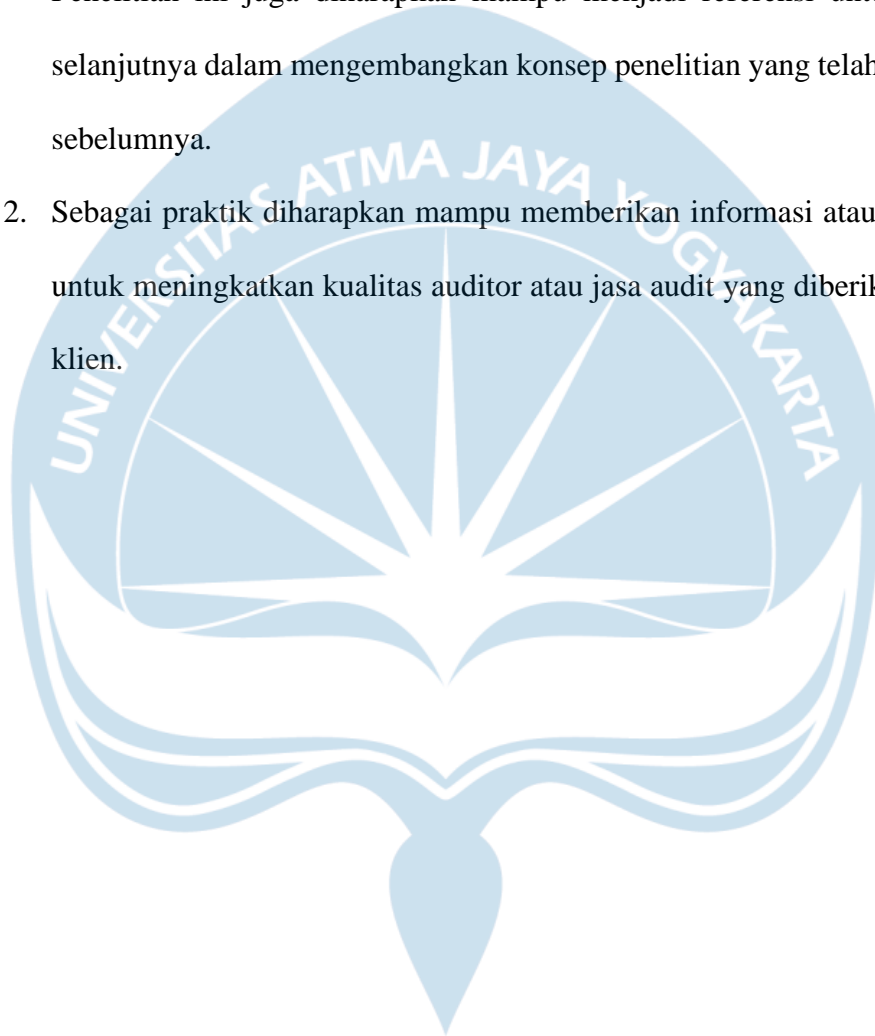 Penelitian ini juga diharapkan mampu menjadi referensi
selanjutnya dalam mengembangkan konsep penelitian yang telah
sebelumnya.
UNIVERSITAS ATMA JAYA YOGYAKARTA
2. Sebagai praktik diharapkan mampu memberikan informasi atau
untuk meningkatkan kualitas auditor atau jasa audit yang diberik
klien.